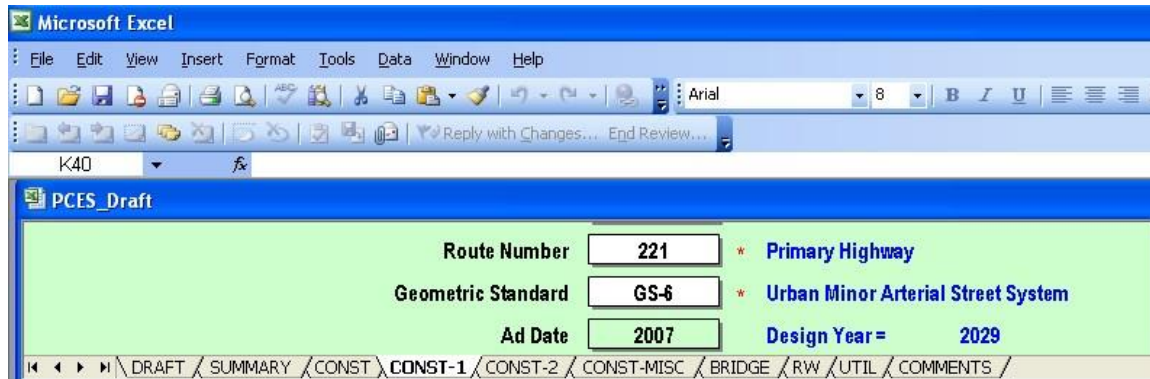 Microsoft Excel
File Edit View Insert Format Tools Data Window Help
ABC Arial 8 B I U
Reply with Changes... End Review...
K40 fx
PCES_Draft
Route Number 221 * Primary Highway
Geometric Standard GS-6 * Urban Minor Arterial Street System
Ad Date 2007 Design Year = 2029
DRAFT / SUMMARY / CONST \ CONST-1 / CONST-2 / CONST-MISC / BRIDGE / RW / UTIL / COMMENTS /